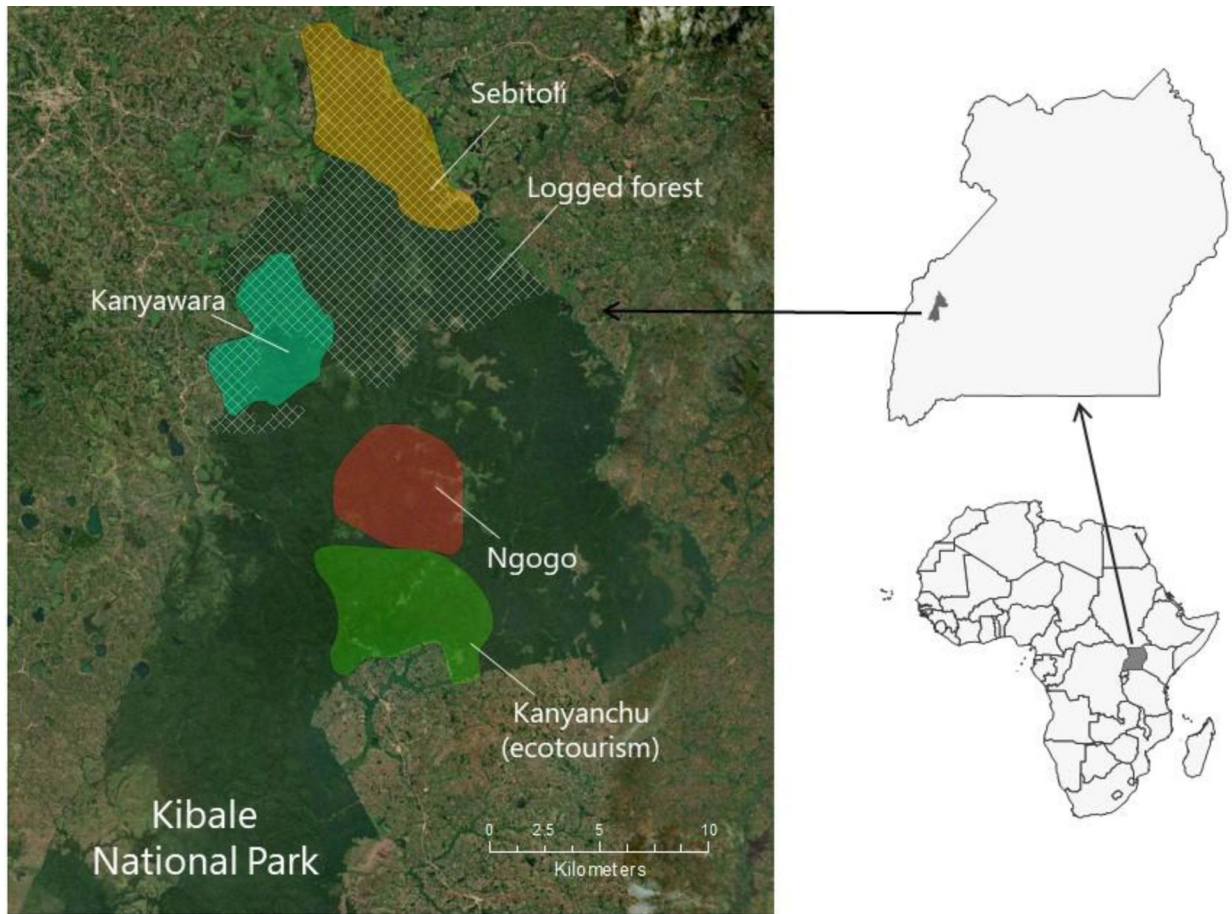 Sebitoli
Logged forest
Kanyawara
Ngogo
Kanyanchu
(ecotourism)
Kibale
National Park
0 2.5 5 10
Kilometers